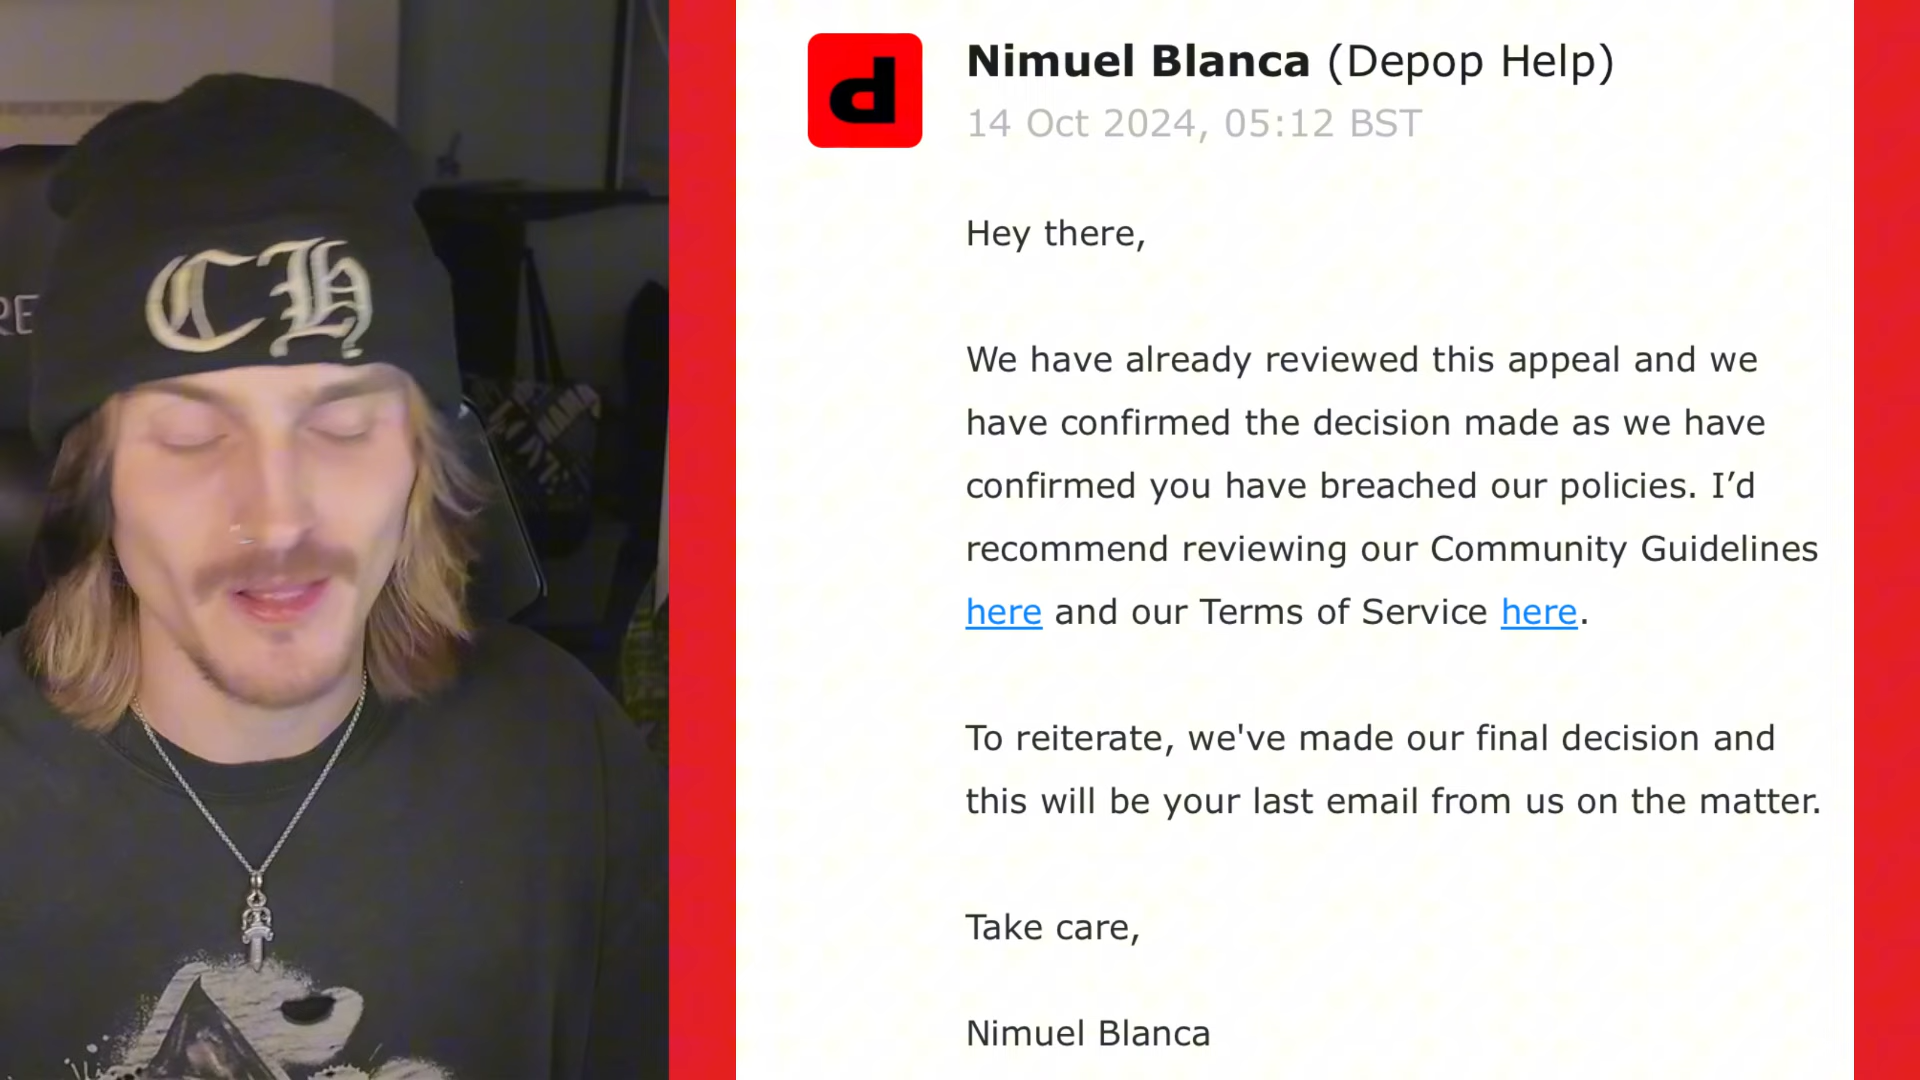 CH
RE
d
Nimuel Blanca (Depop Help)
14 Oct 2024, 05:12 BST
Hey there,
We have already reviewed this appeal and we
have confirmed the decision made as we have
confirmed you have breached our policies. I’d
recommend reviewing our Community Guidelines
here and our Terms of Service here.
To reiterate, we've made our final decision and
this will be your last email from us on the matter.
Take care,
Nimuel Blanca